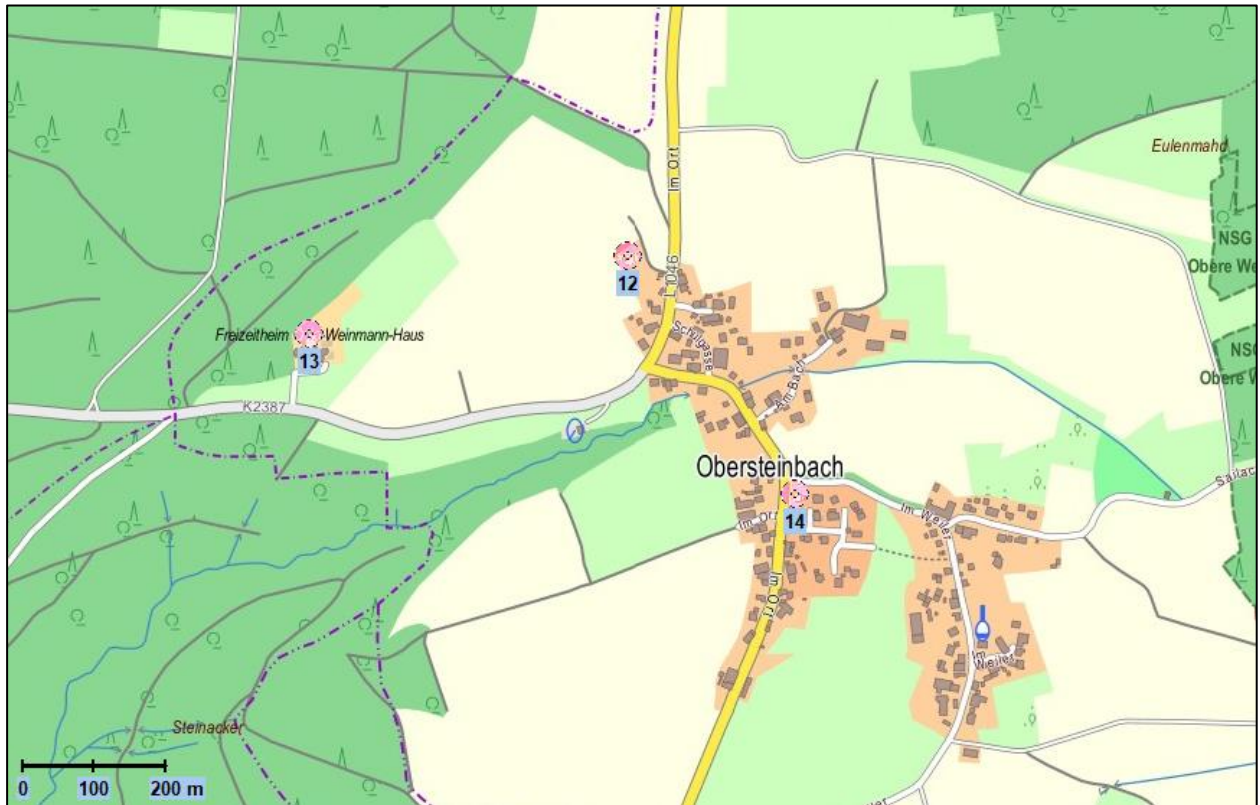 Im Ort
Eulenmahd
NSG
Obere We
12
L 1046
Freizeitheim
Weinmann-Haus
13
Schulgasse
NSG
Obere We
Am Bach
K2387
Obersteinbach
Sailac
14
Im Ort
Im Weiler
Im Ort
Im
Weiler
Steinacker
0 100 200 m